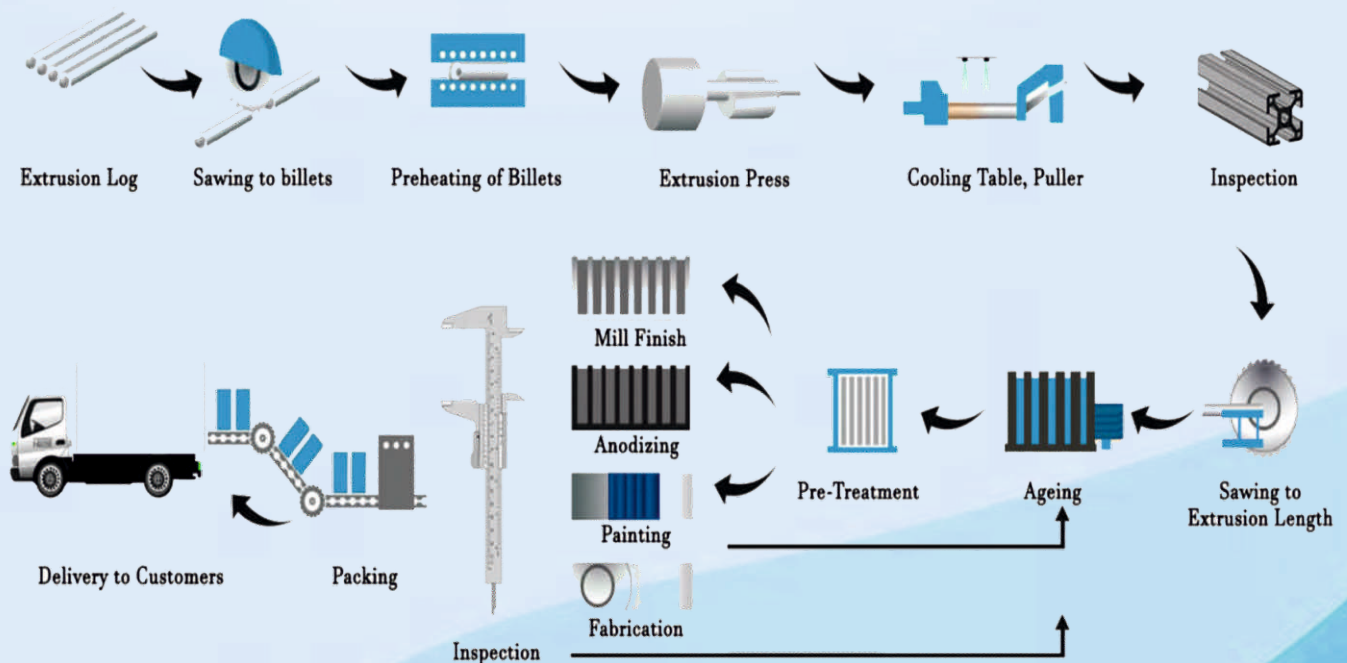 Extrusion Log
Sawing to billets
Preheating of Billets
Extrusion Press
Cooling Table, Puller
Inspection
Mill Finish
Anodizing
Painting
Fabrication
Pre-Treatment
Ageing
Sawing to
Extrusion Length
Delivery to Customers
Packing
Inspection